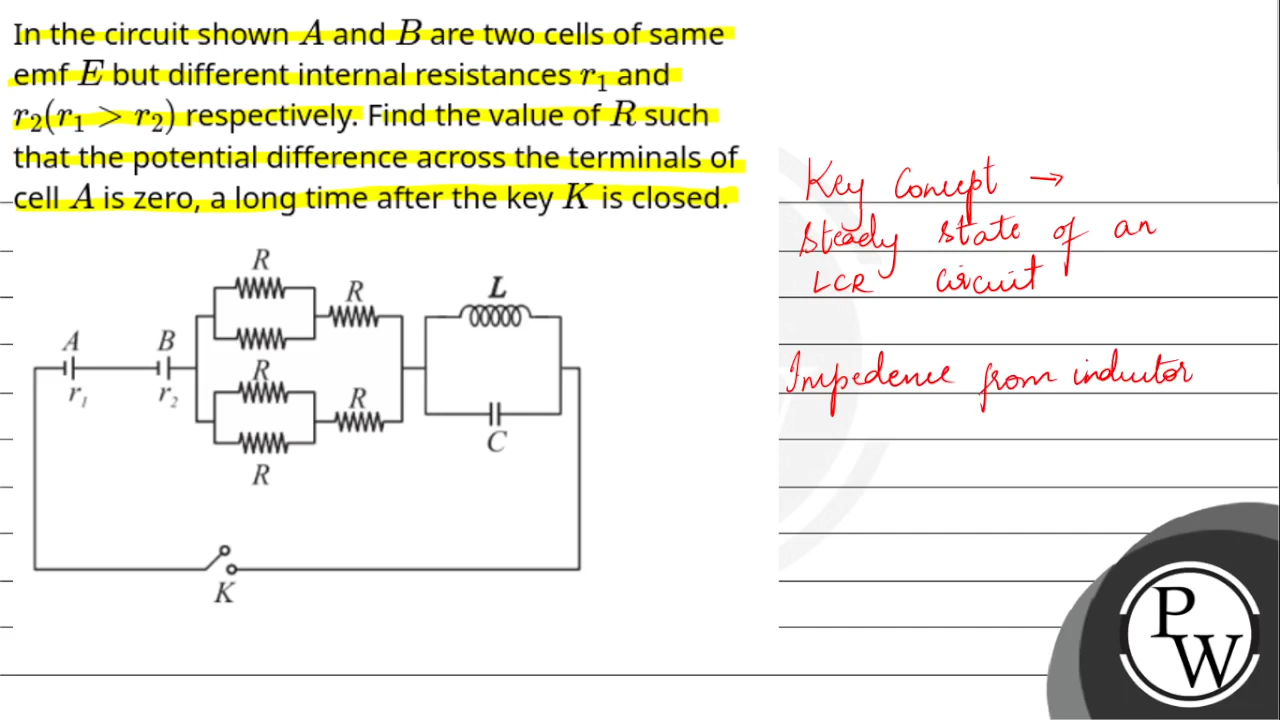 In the circuit shown A and B are two cells of same
emf E but different internal resistances r₁ and
r₂(r₁ > r₂) respectively. Find the value of R such
that the potential difference across the terminals of
cell A is zero, a long time after the key K is closed.
Key Concept →
Steady state of an
LCR circuit
Impedence from inductor
R
R
L
A
B
R
R
r₁
r₂
C
R
K
P
W